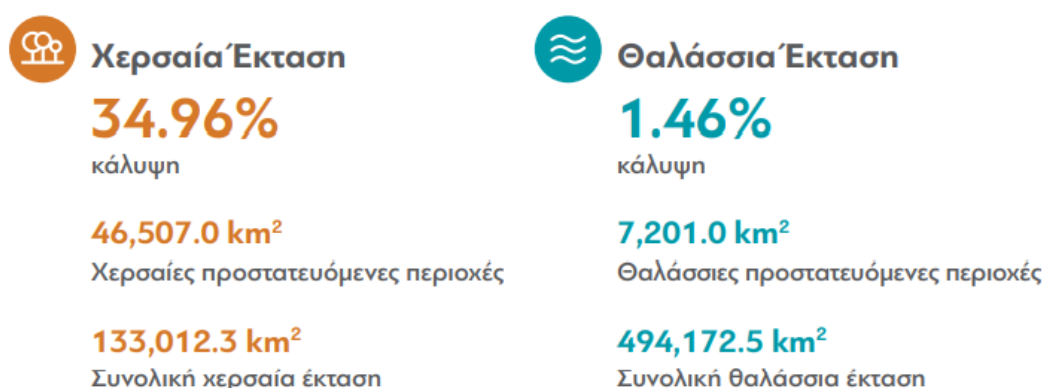 Χερσαία Έκταση
34.96%
κάλυψη
46,507.0 km²
Χερσαίες προστατευόμενες περιοχές
133,012.3 km²
Συνολική χερσαία έκταση
Θαλάσσια Έκταση
1.46%
κάλυψη
7,201.0 km²
Θαλάσσιες προστατευόμενες περιοχές
494,172.5 km²
Συνολική θαλάσσια έκταση